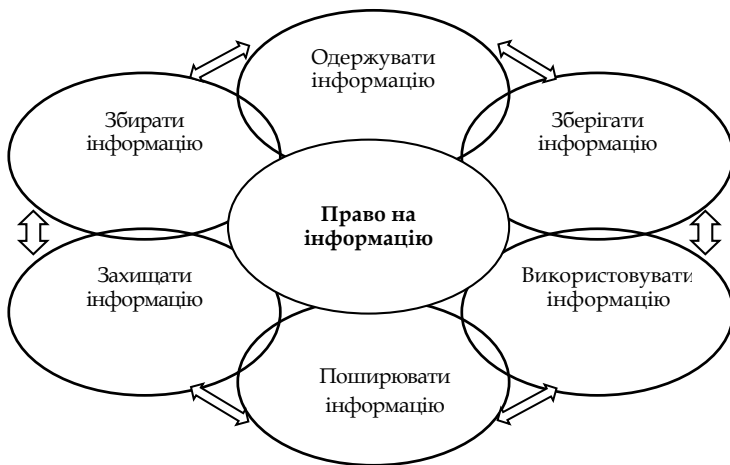 Одержувати
інформацію
Збирати
інформацію
Зберігати
інформацію
Право на
інформацію
Захищати
інформацію
Використовувати
інформацію
Поширювати
інформацію